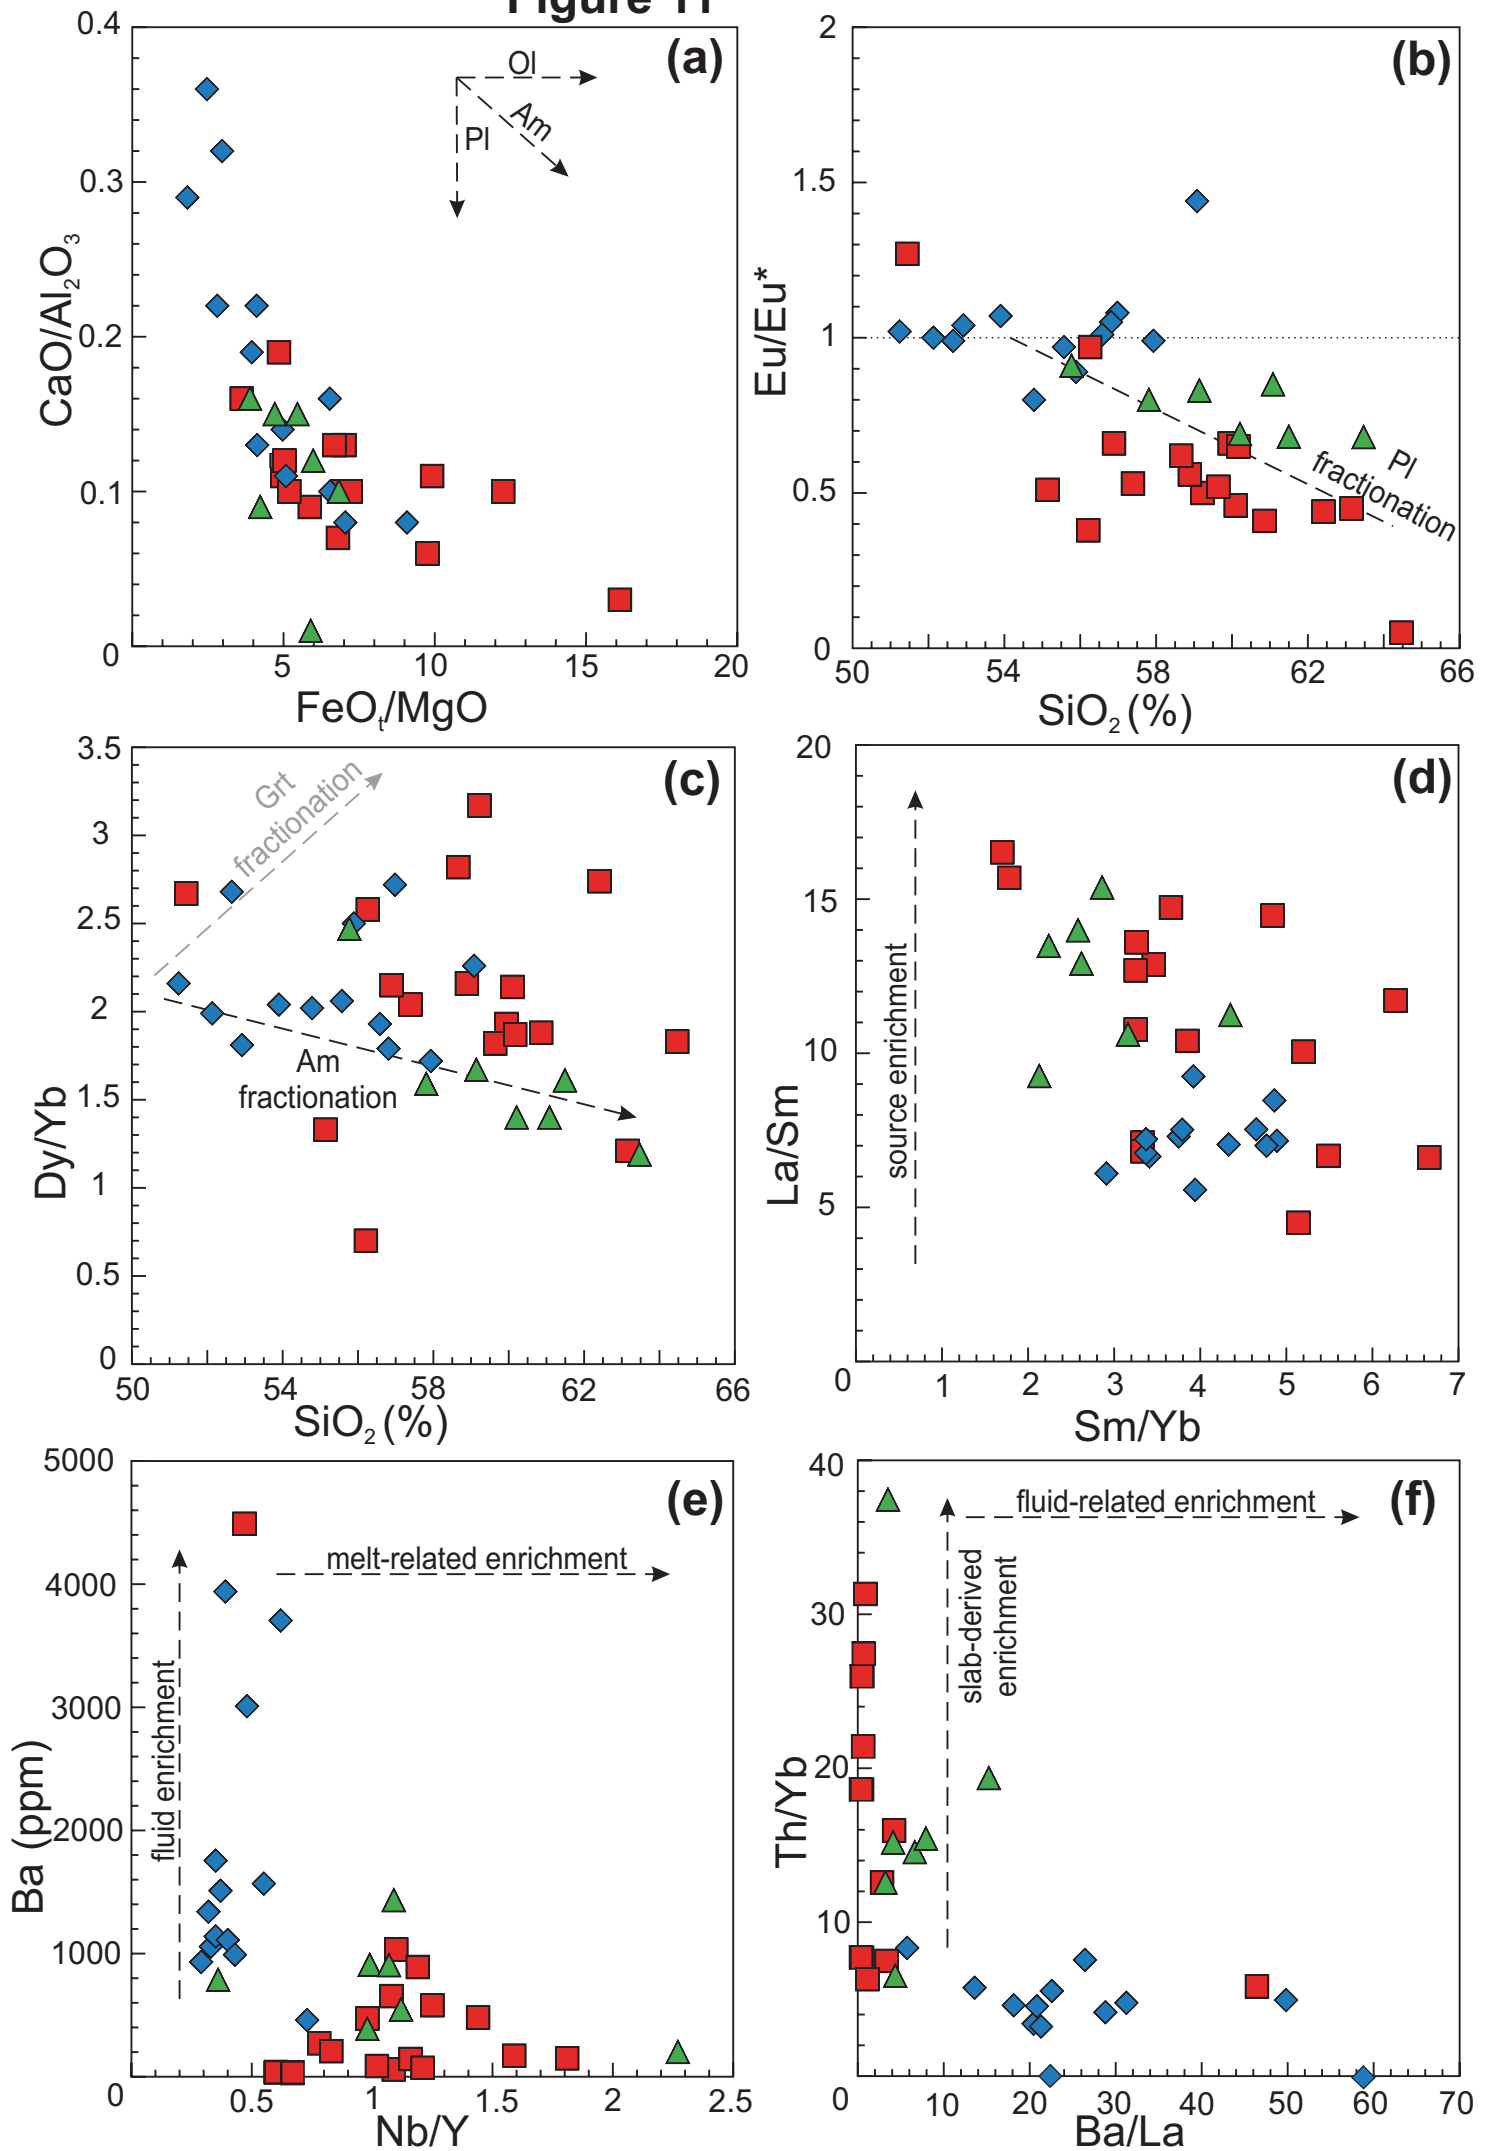 Figure 11
0.4
0.3
0.2
0.1
0
5
10
15
20
CaO/Al2O3
FeOt/MgO
(a)
Ol
Am
Pl
2
1.5
1
0.5
0
50
54
58
62
66
Eu/Eu*
SiO2 (%)
(b)
Pl
fractionation
3.5
3
2.5
2
1.5
1
0.5
0
50
54
58
62
66
Dy/Yb
SiO2 (%)
(c)
Grt
fractionation
Am
fractionation
20
15
10
5
0
1
2
3
4
5
6
7
La/Sm
Sm/Yb
(d)
source enrichment
5000
4000
3000
2000
1000
0
0.5
1
1.5
2
2.5
Ba (ppm)
Nb/Y
(e)
melt-related enrichment
fluid enrichment
40
30
20
10
0
10
20
30
40
50
60
70
Th/Yb
Ba/La
(f)
fluid-related enrichment
slab-derived
enrichment